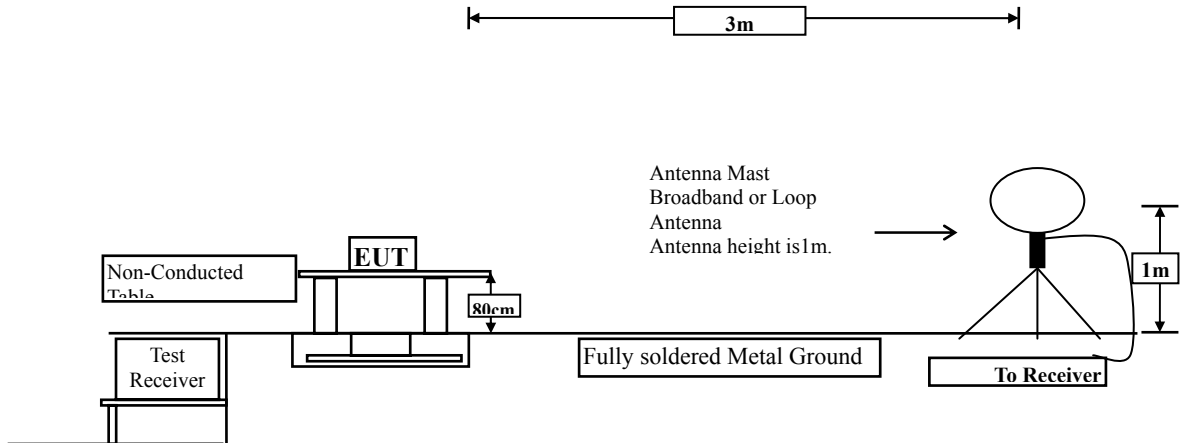 3m
Antenna Mast
Broadband or Loop
Antenna
Antenna height is1m.
EUT
Non-Conducted
Table
80cm
1m
Test
Receiver
Fully soldered Metal Ground
To Receiver